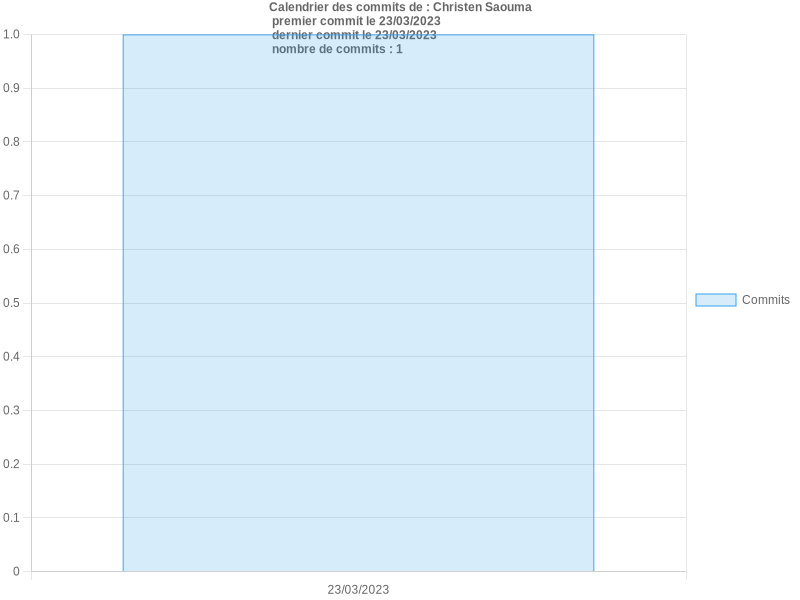 Calendrier des commits de : Christen Saouma
premier commit le 23/03/2023
dernier commit le 23/03/2023
nombre de commits : 1
1.0
0.9
0.8
0.7
0.6
0.5
0.4
0.3
0.2
0.1
0
23/03/2023
Commits